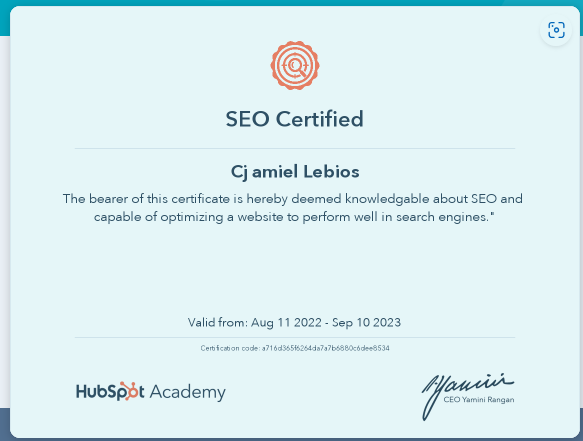 SEO Certified
Cj amiel Lebios
The bearer of this certificate is hereby deemed knowledgable about SEO and
capable of optimizing a website to perform well in search engines."
Valid from: Aug 11 2022 - Sep 10 2023
Certification code: a716d365f6264da7a7b6880c6dee8534
HubSpot Academy
CEO Yamini Rangan